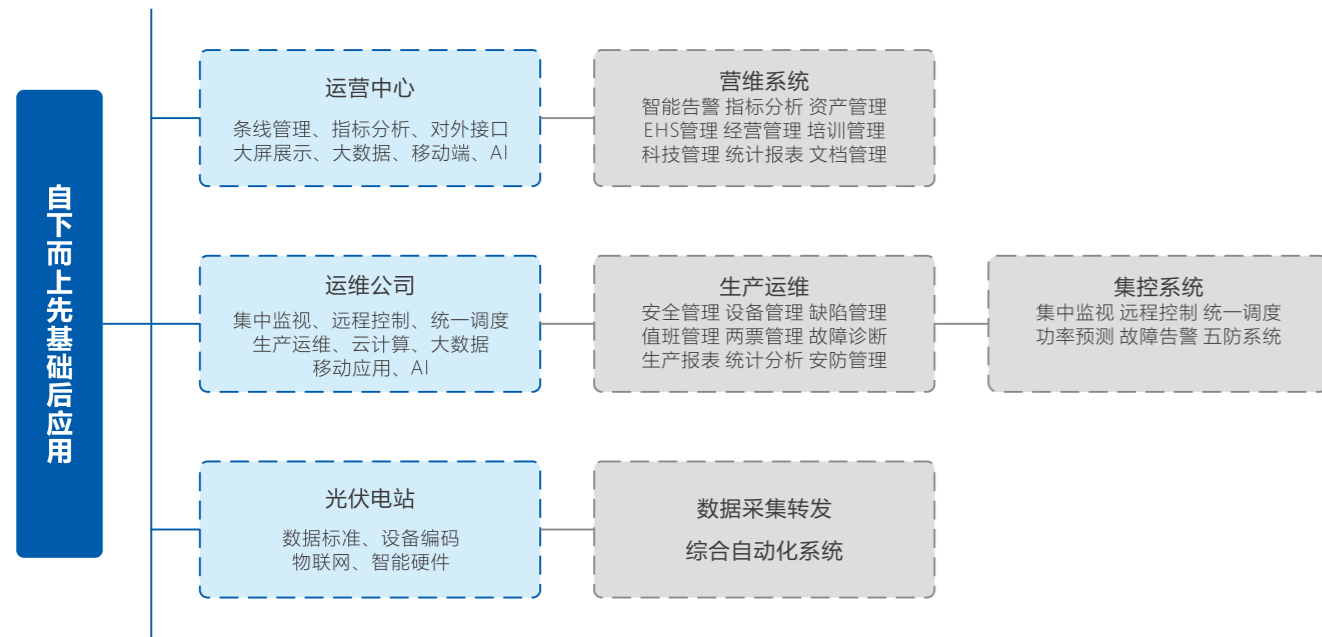 自下而上先基础后应用
运营中心
条线管理、指标分析、对外接口
大屏展示、大数据、移动端、AI
营维系统
智能告警 指标分析 资产管理
EHS管理 经营管理 培训管理
科技管理 统计报表 文档管理
运维公司
集中监视、远程控制、统一调度
生产运维、云计算、大数据
移动应用、AI
生产运维
安全管理 设备管理 缺陷管理
值班管理 两票管理 故障诊断
生产报表 统计分析 安防管理
集控系统
集中监视 远程控制 统一调度
功率预测 故障告警 五防系统
光伏电站
数据标准、设备编码
物联网、智能硬件
数据采集转发
综合自动化系统